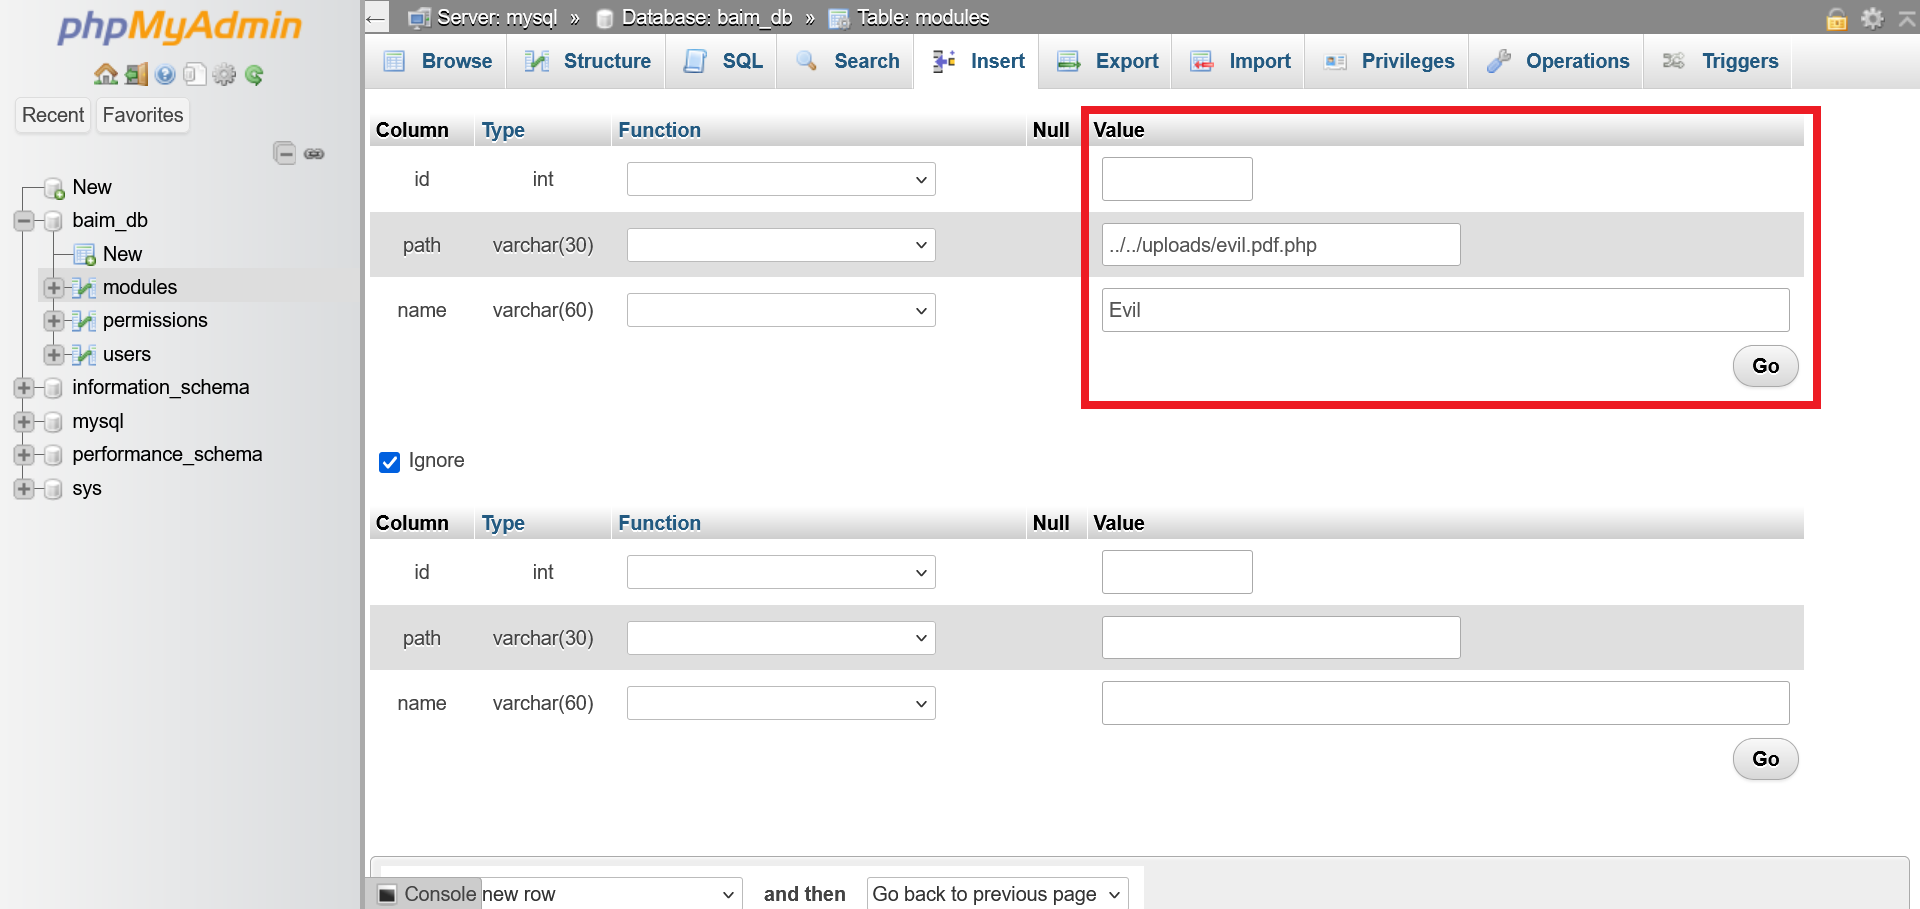 phpMyAdmin
Recent Favorites
New
baim_db
New
modules
permissions
users
information_schema
mysql
performance_schema
sys
Server: mysql » Database: baim_db » Table: modules
Browse Structure SQL Search Insert Export Import Privileges Operations Triggers
Column Type Function Null Value
id int
path varchar(30) ../../uploads/evil.pdf.php
name varchar(60) Evil
Go
Ignore
Column Type Function Null Value
id int
path varchar(30)
name varchar(60)
Go
Console new row and then Go back to previous page